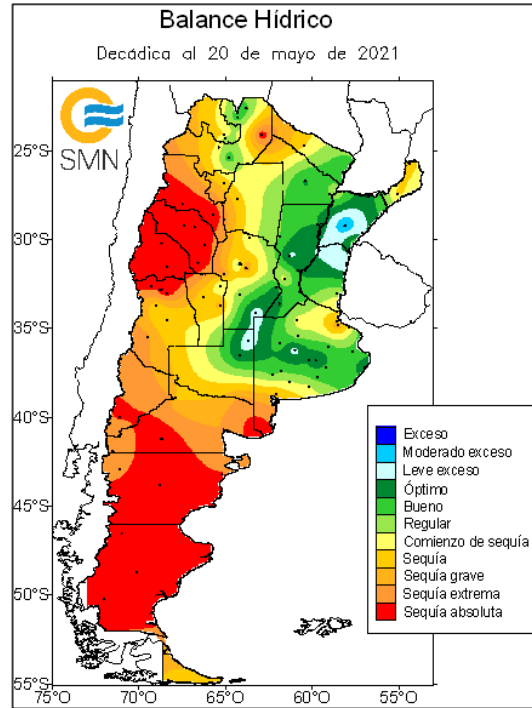 Balance Hídrico
Decádica al 20 de mayo de 2021
SMN
25°S
30°S
35°S
40°S
45°S
50°S
55°S
75°O
70°O
65°O
60°O
55°O
Exceso
Moderado exceso
Leve exceso
Óptimo
Bueno
Regular
Comienzo de sequía
Sequía
Sequía grave
Sequía extrema
Sequía absoluta